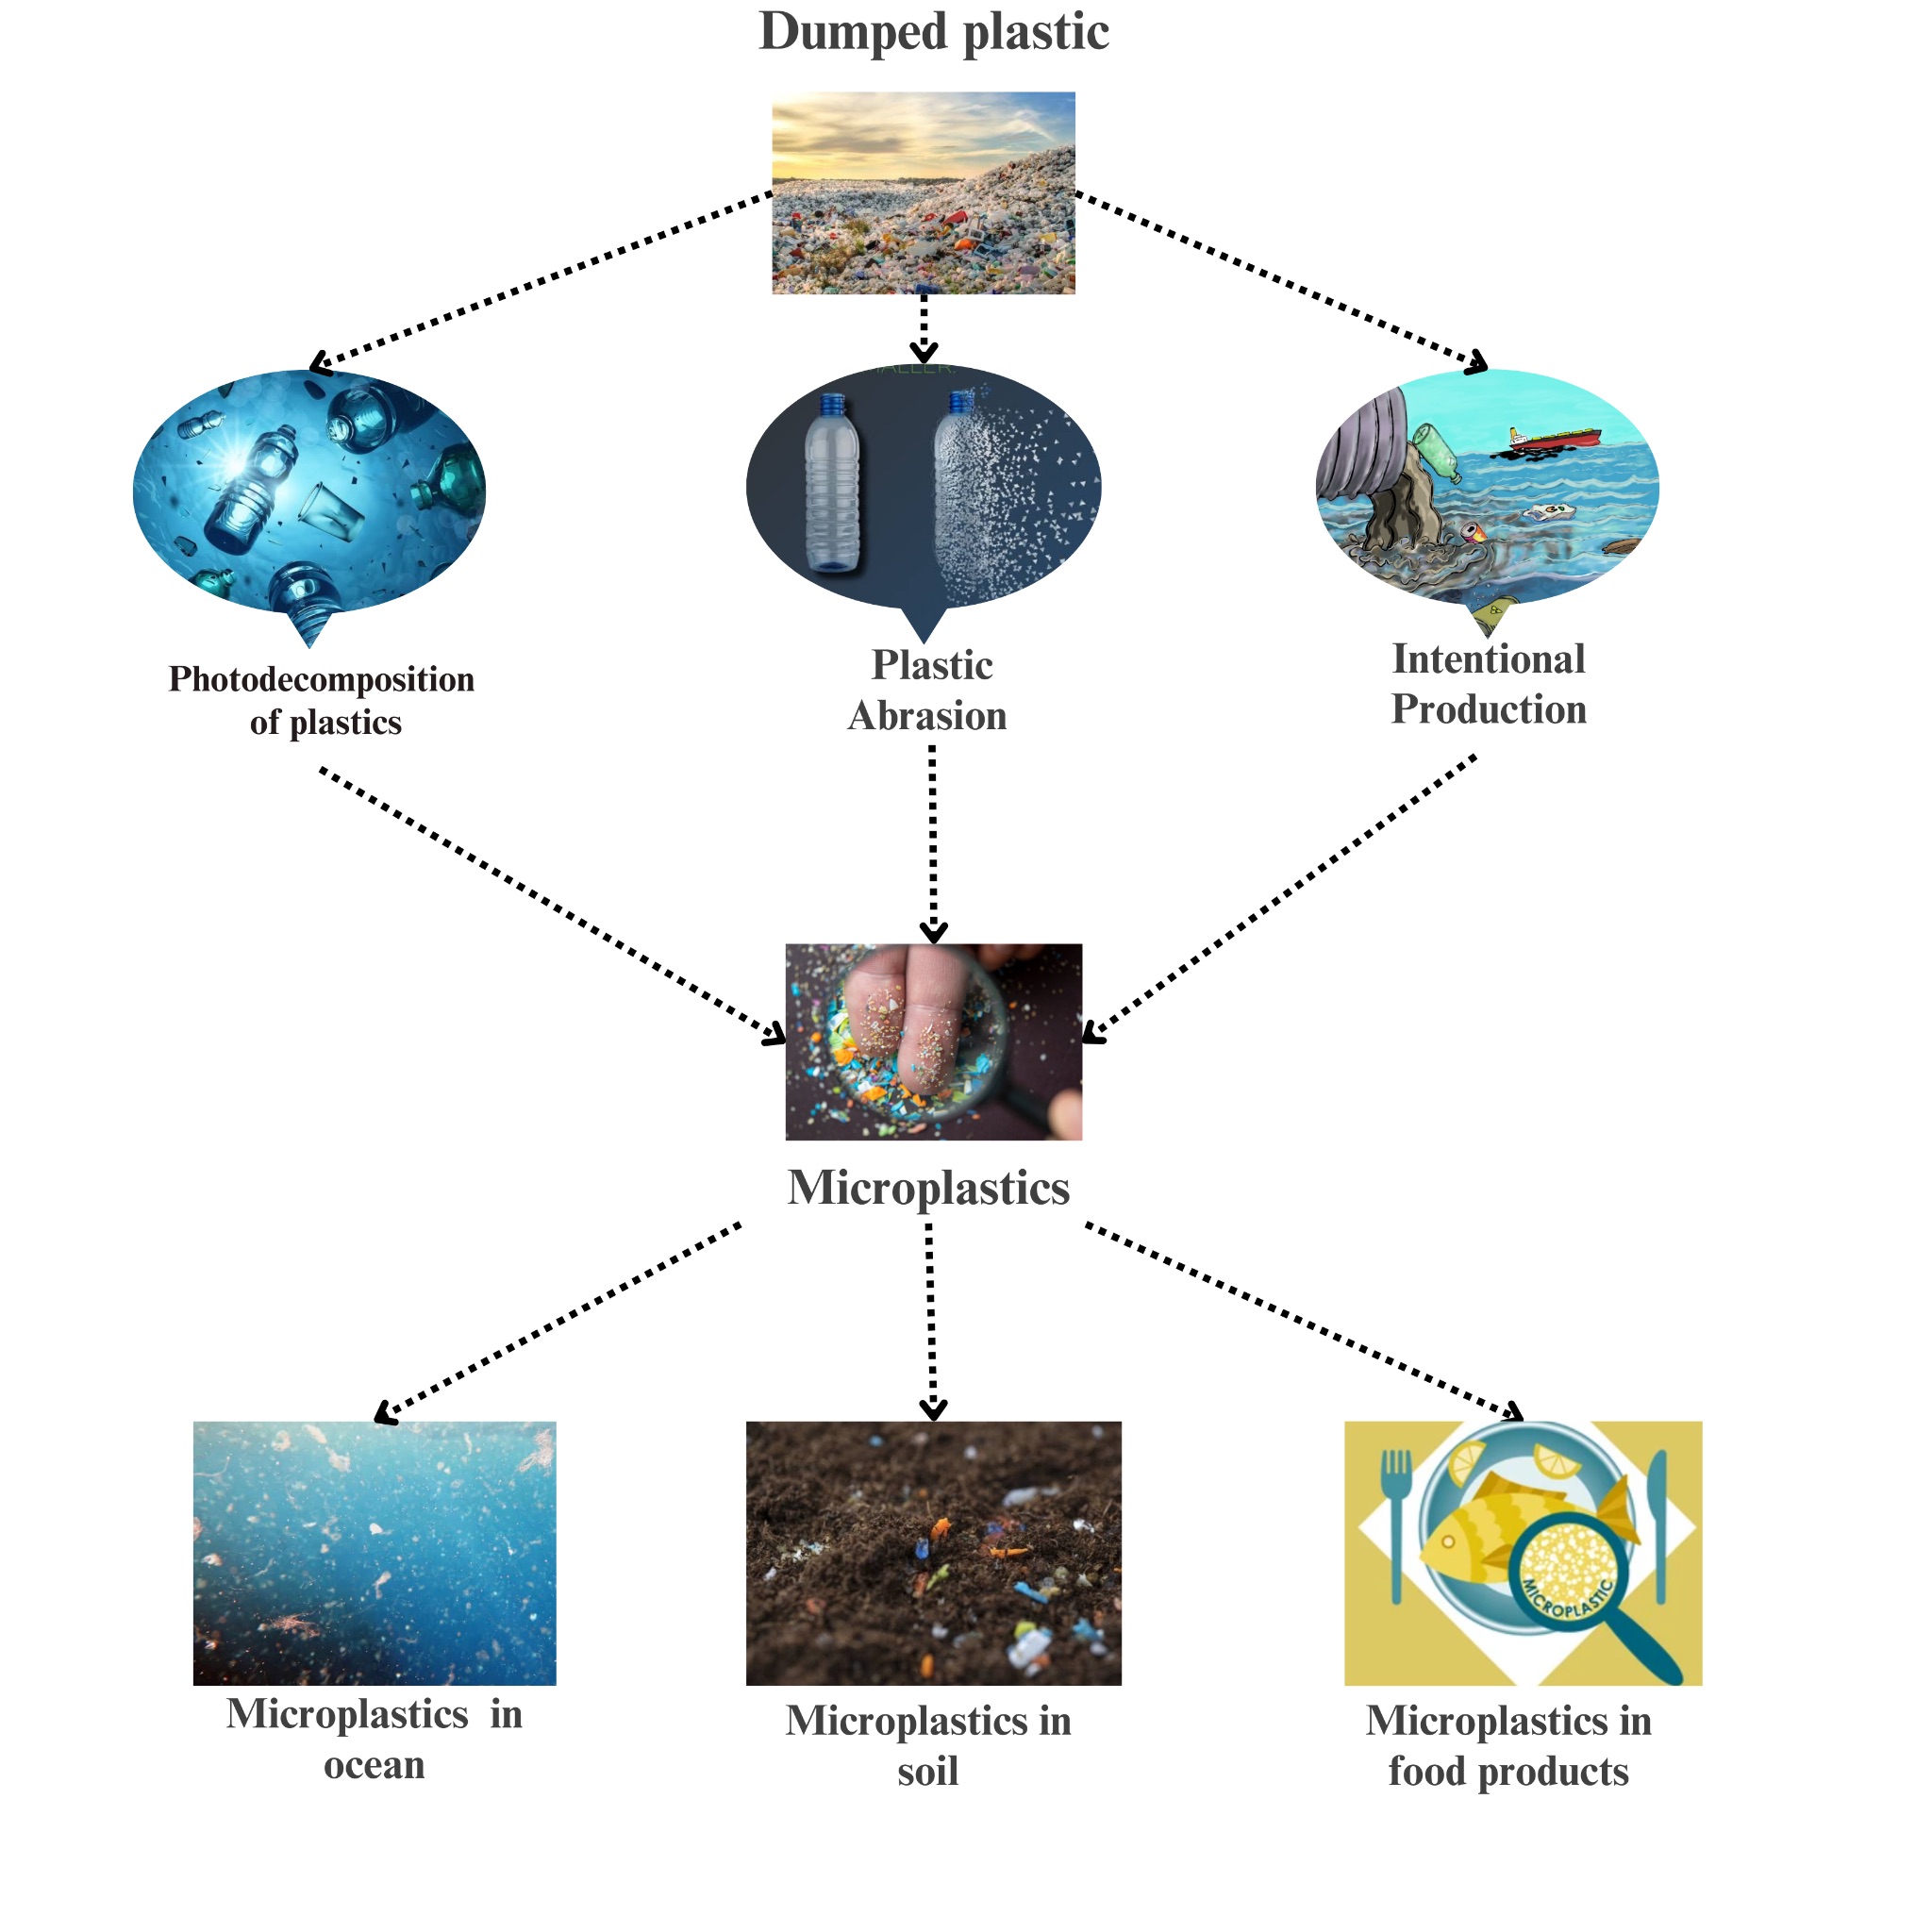 Dumped plastic
Photodecomposition
of plastics
Plastic
Abrasion
Intentional
Production
Microplastics
Microplastics in
ocean
Microplastics in
soil
MICROPLASTIC
Microplastics in
food products